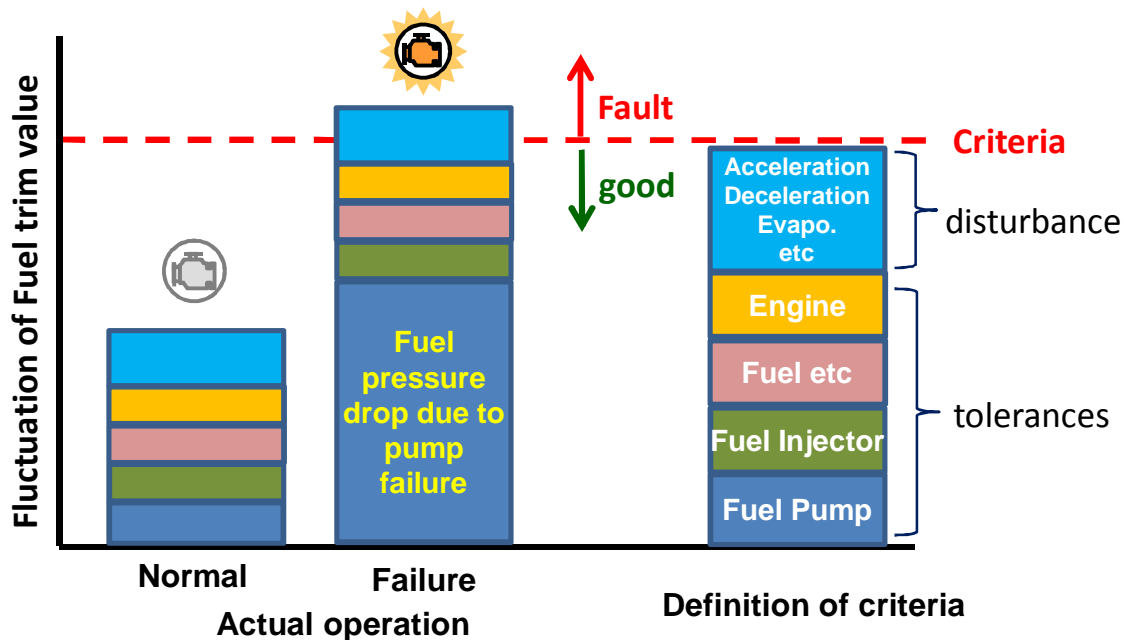 Fluctuation of Fuel trim value
Fault
good
Criteria
Fuel
pressure
drop due to
pump
failure
Acceleration
Deceleration
Evapo.
etc
disturbance
Engine
Fuel etc
Fuel Injector
Fuel Pump
tolerances
Normal
Failure
Actual operation
Definition of criteria